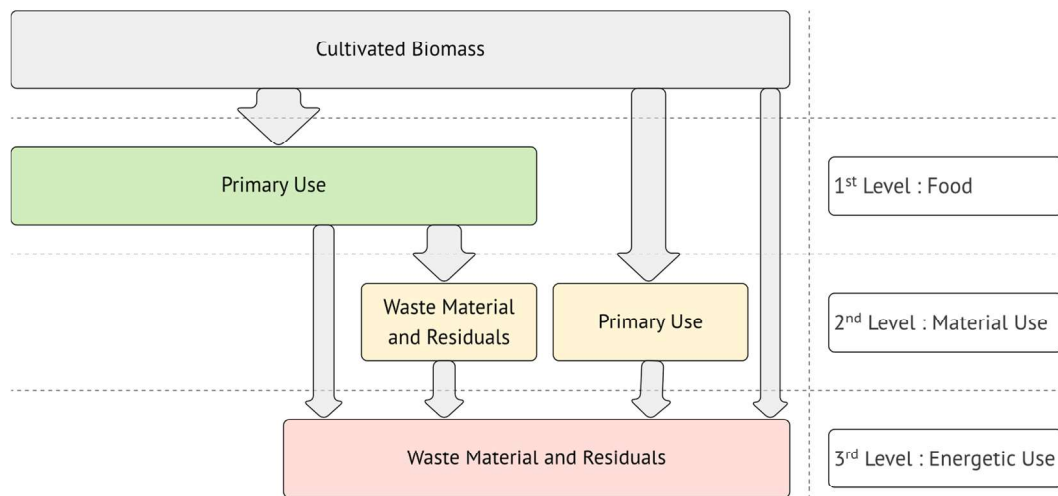 Cultivated Biomass
Primary Use
1st Level : Food
Waste Material
and Residuals
Primary Use
2nd Level : Material Use
Waste Material and Residuals
3rd Level : Energetic Use